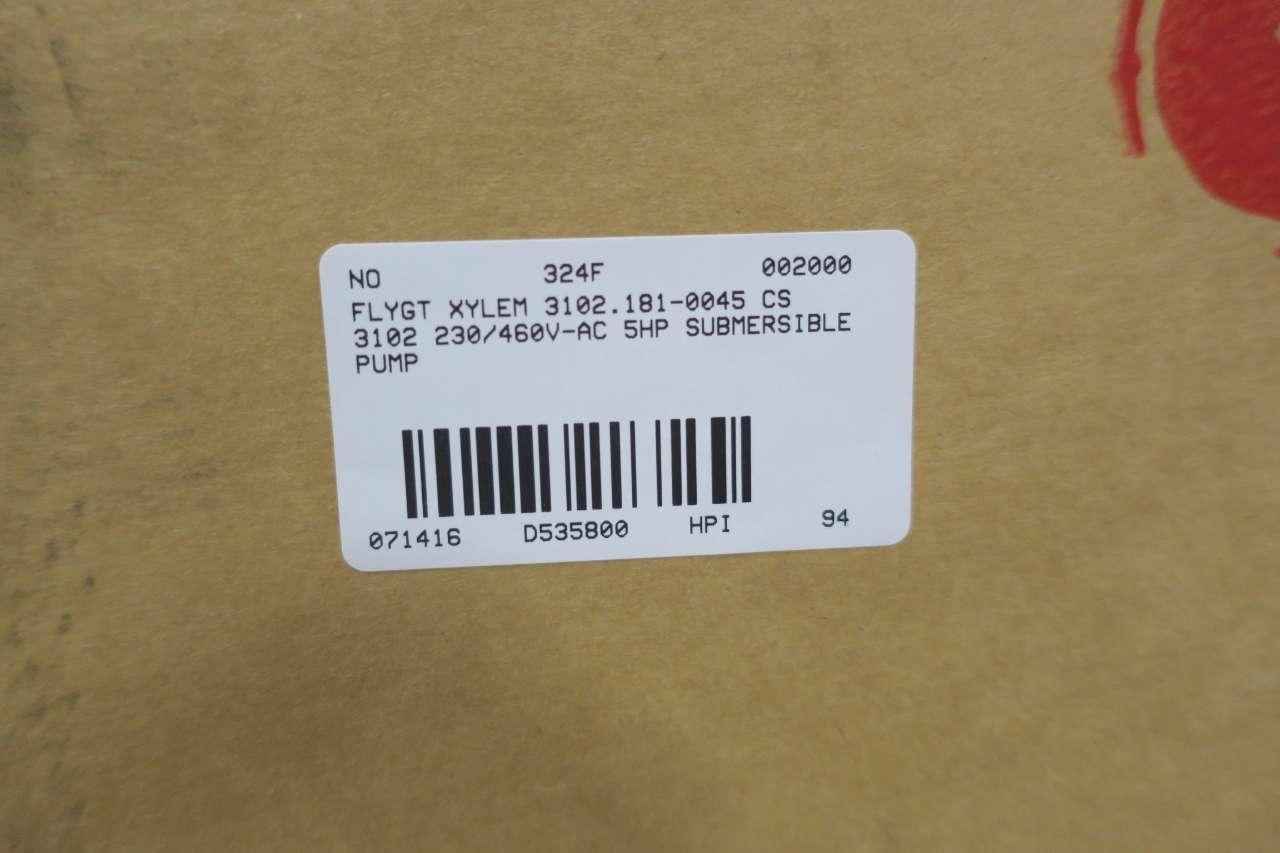 NO 324F 002000
FLYGT XYLEM 3102.181-0045 CS
3102 230/460V-AC 5HP SUBMERSIBLE
PUMP
071416 D535800 HPI 94